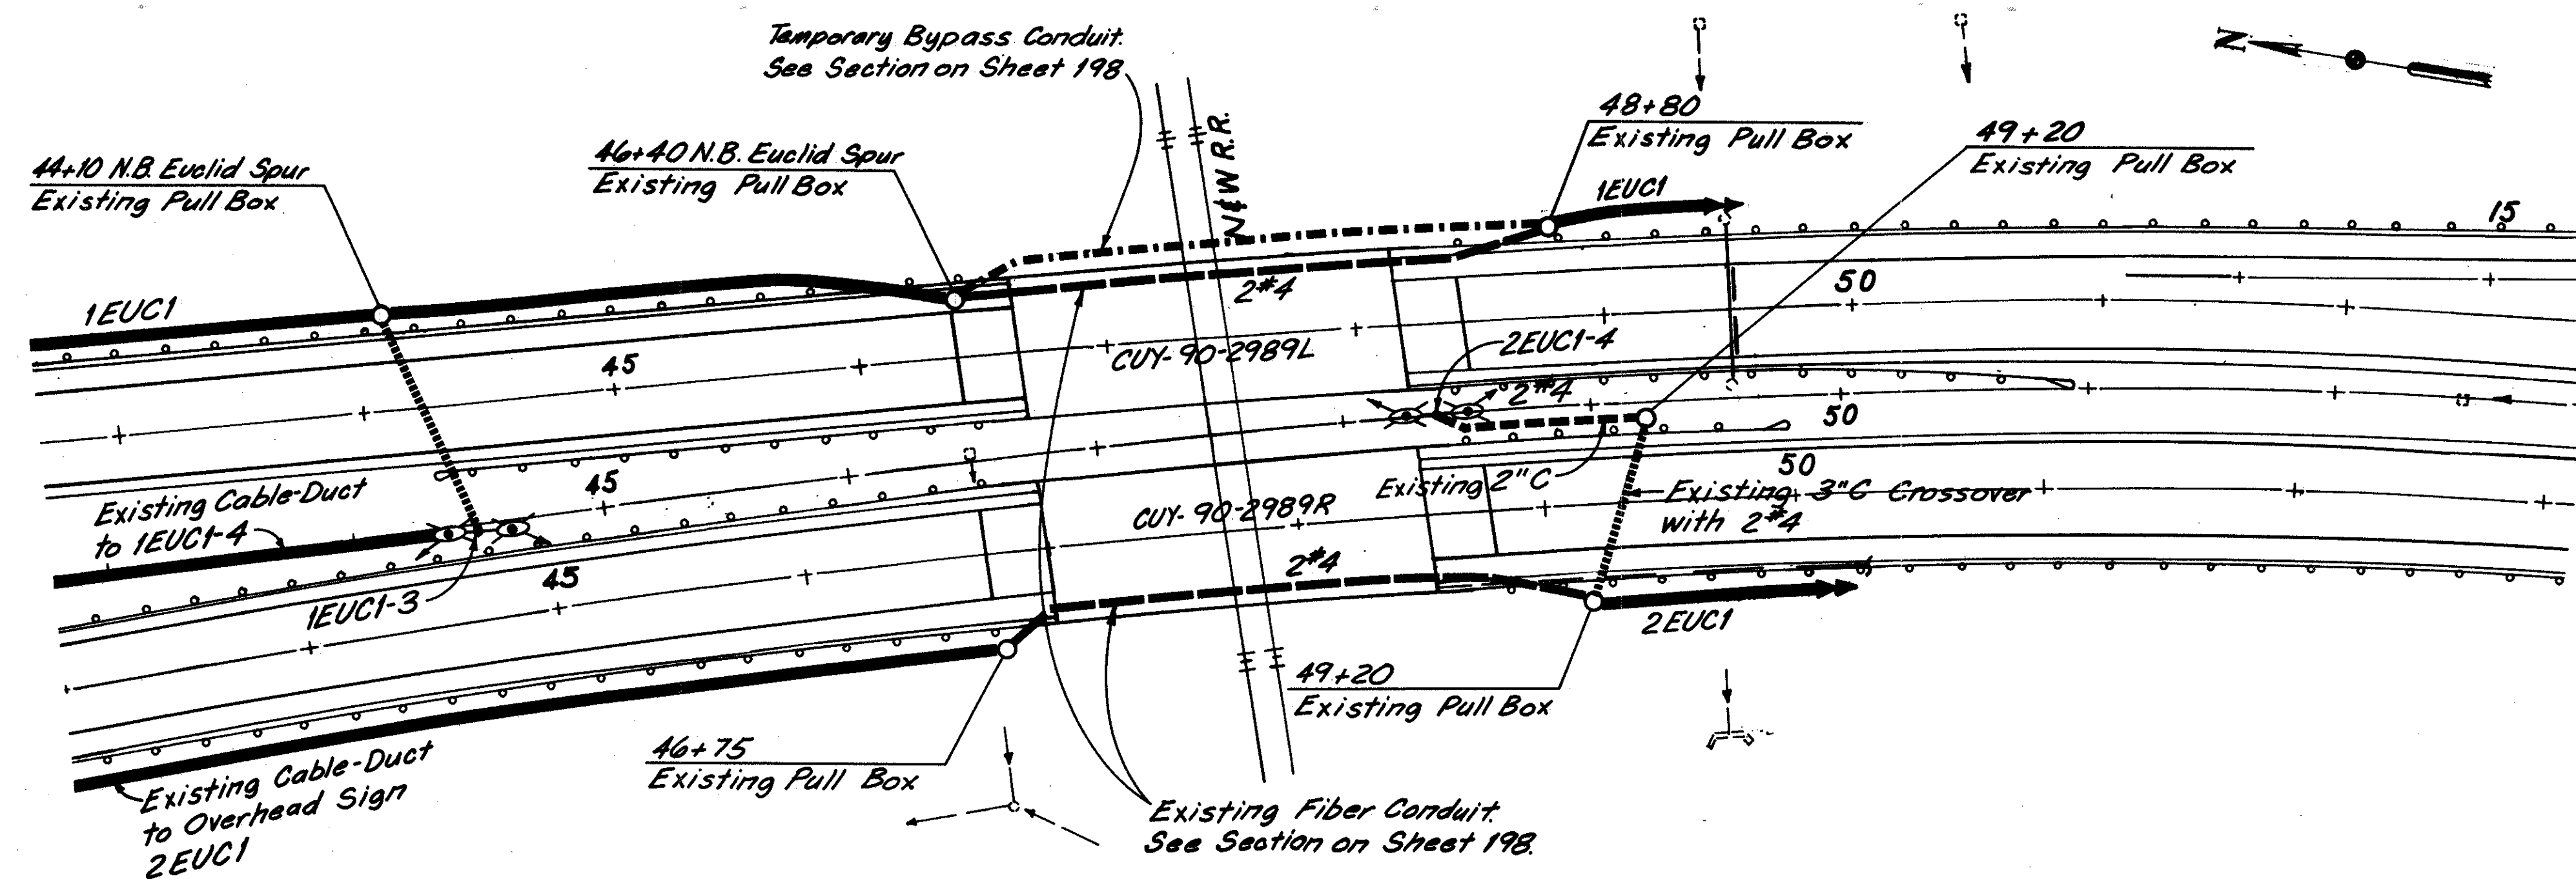 Temporary Bypass Conduit.
See Section on Sheet 198
N
48+80
Existing Pull Box
49+20
Existing Pull Box
44+10 N.B. Euclid Spur
Existing Pull Box
46+40 N.B. Euclid Spur
Existing Pull Box
N&W R.R.
1EUC1
15
1EUC1
2#4
50
45
CUY-90-2989L
2EUC1-4
2#4
50
Existing Cable-Duct
to 1EUC1-4
45
Existing 2"C
50
Existing 3"C Crossover
with 2#4
CUY-90-2989R
1EUC1-3
45
2#4
2EUC1
49+20
Existing Pull Box
46+75
Existing Pull Box
Existing Cable-Duct
to Overhead Sign
2EUC1
Existing Fiber Conduit.
See Section on Sheet 198.